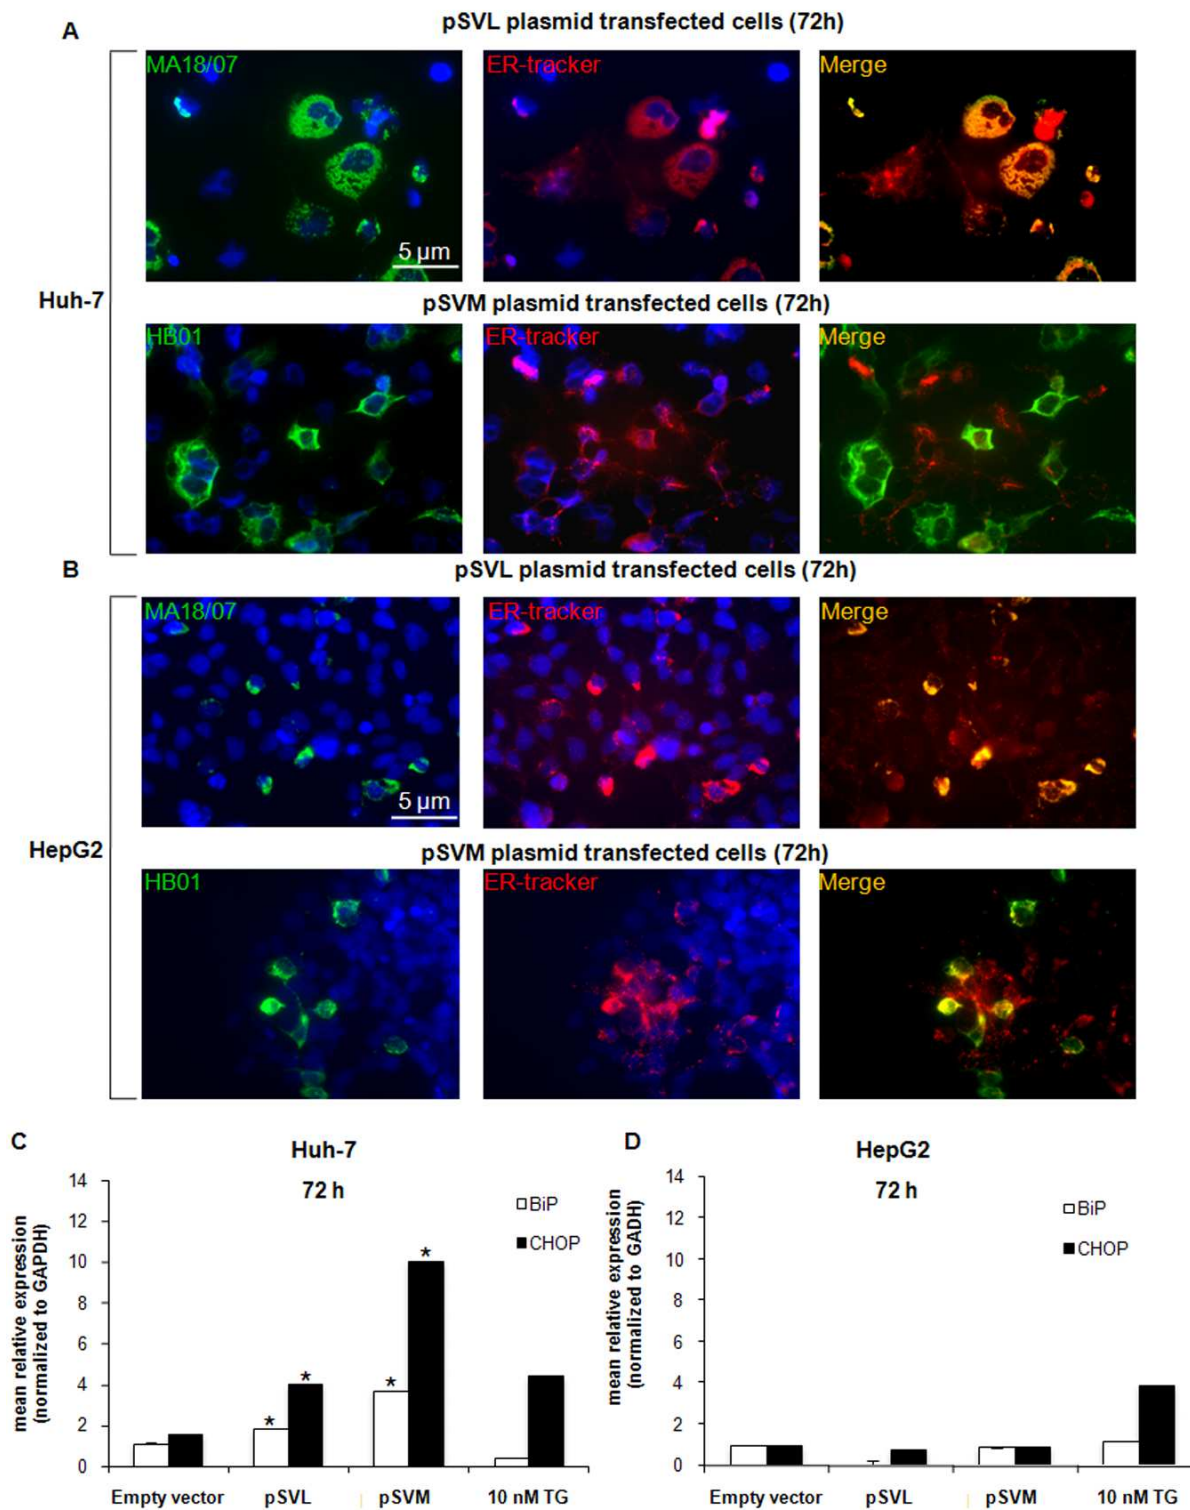 A
pSVL plasmid transfected cells (72h)
MA18/07
ER-tracker
Merge
5 µm
Huh-7
pSVM plasmid transfected cells (72h)
HB01
ER-tracker
Merge
B
pSVL plasmid transfected cells (72h)
MA18/07
ER-tracker
Merge
5 µm
HepG2
pSVM plasmid transfected cells (72h)
HB01
ER-tracker
Merge
C
Huh-7
72 h
mean relative expression
(normalized to GAPDH)
14
12
10
8
6
4
2
0
BiP
CHOP
*
*
*
*
Empty vector
pSVL
pSVM
10 nM TG
D
HepG2
72 h
mean relative expression
(normalized to GADH)
14
12
10
8
6
4
2
0
BiP
CHOP
Empty vector
pSVL
pSVM
10 nM TG